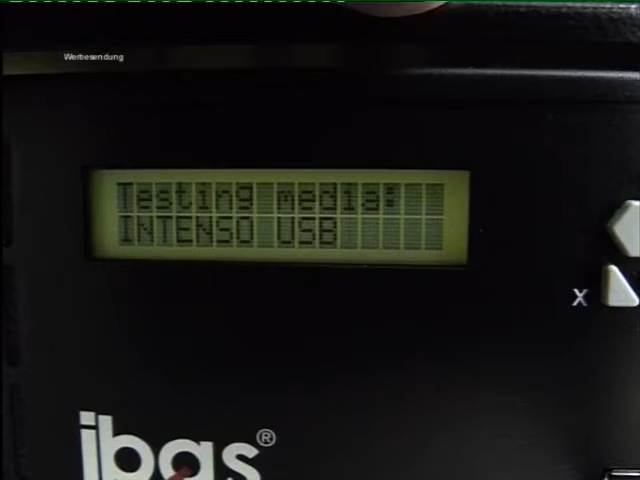 Werbesendung
Testing media:
INTENSO USB
X
ibas®